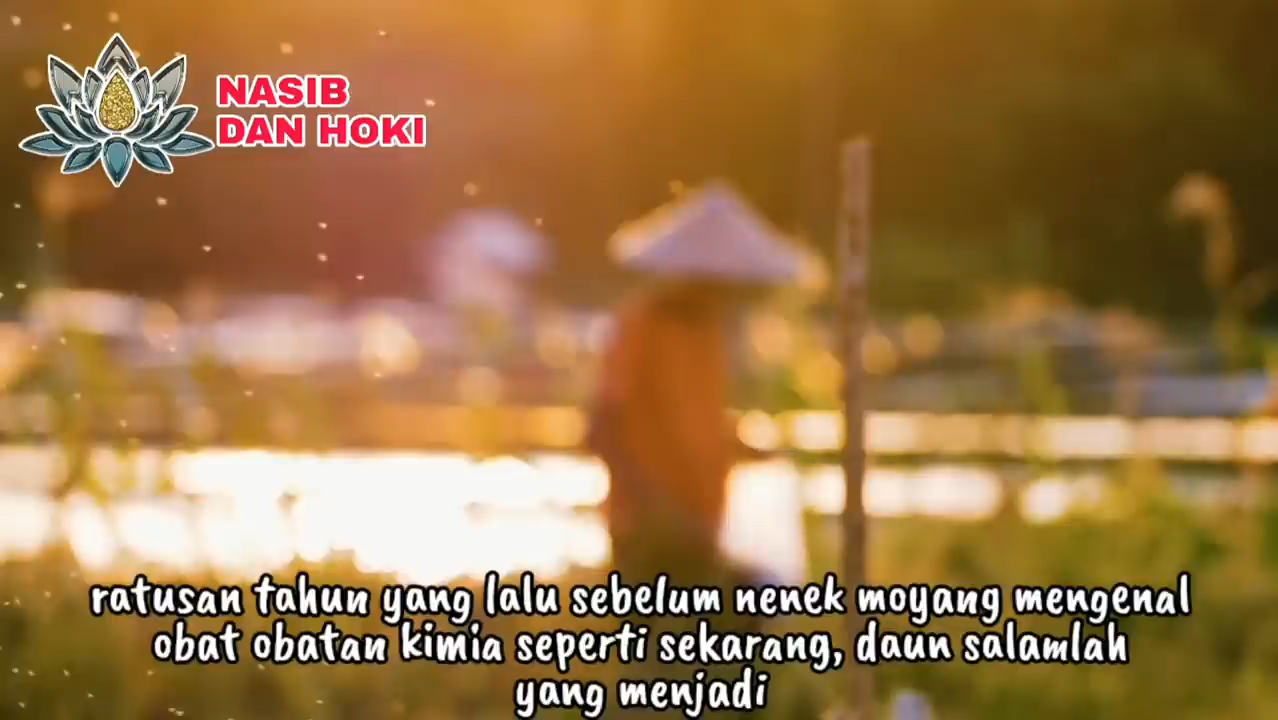 NASIB
DAN HOKI
ratusan tahun yang lalu sebelum nenek moyang mengenal
obat obatan kimia seperti sekarang, daun salamlah
yang menjadi